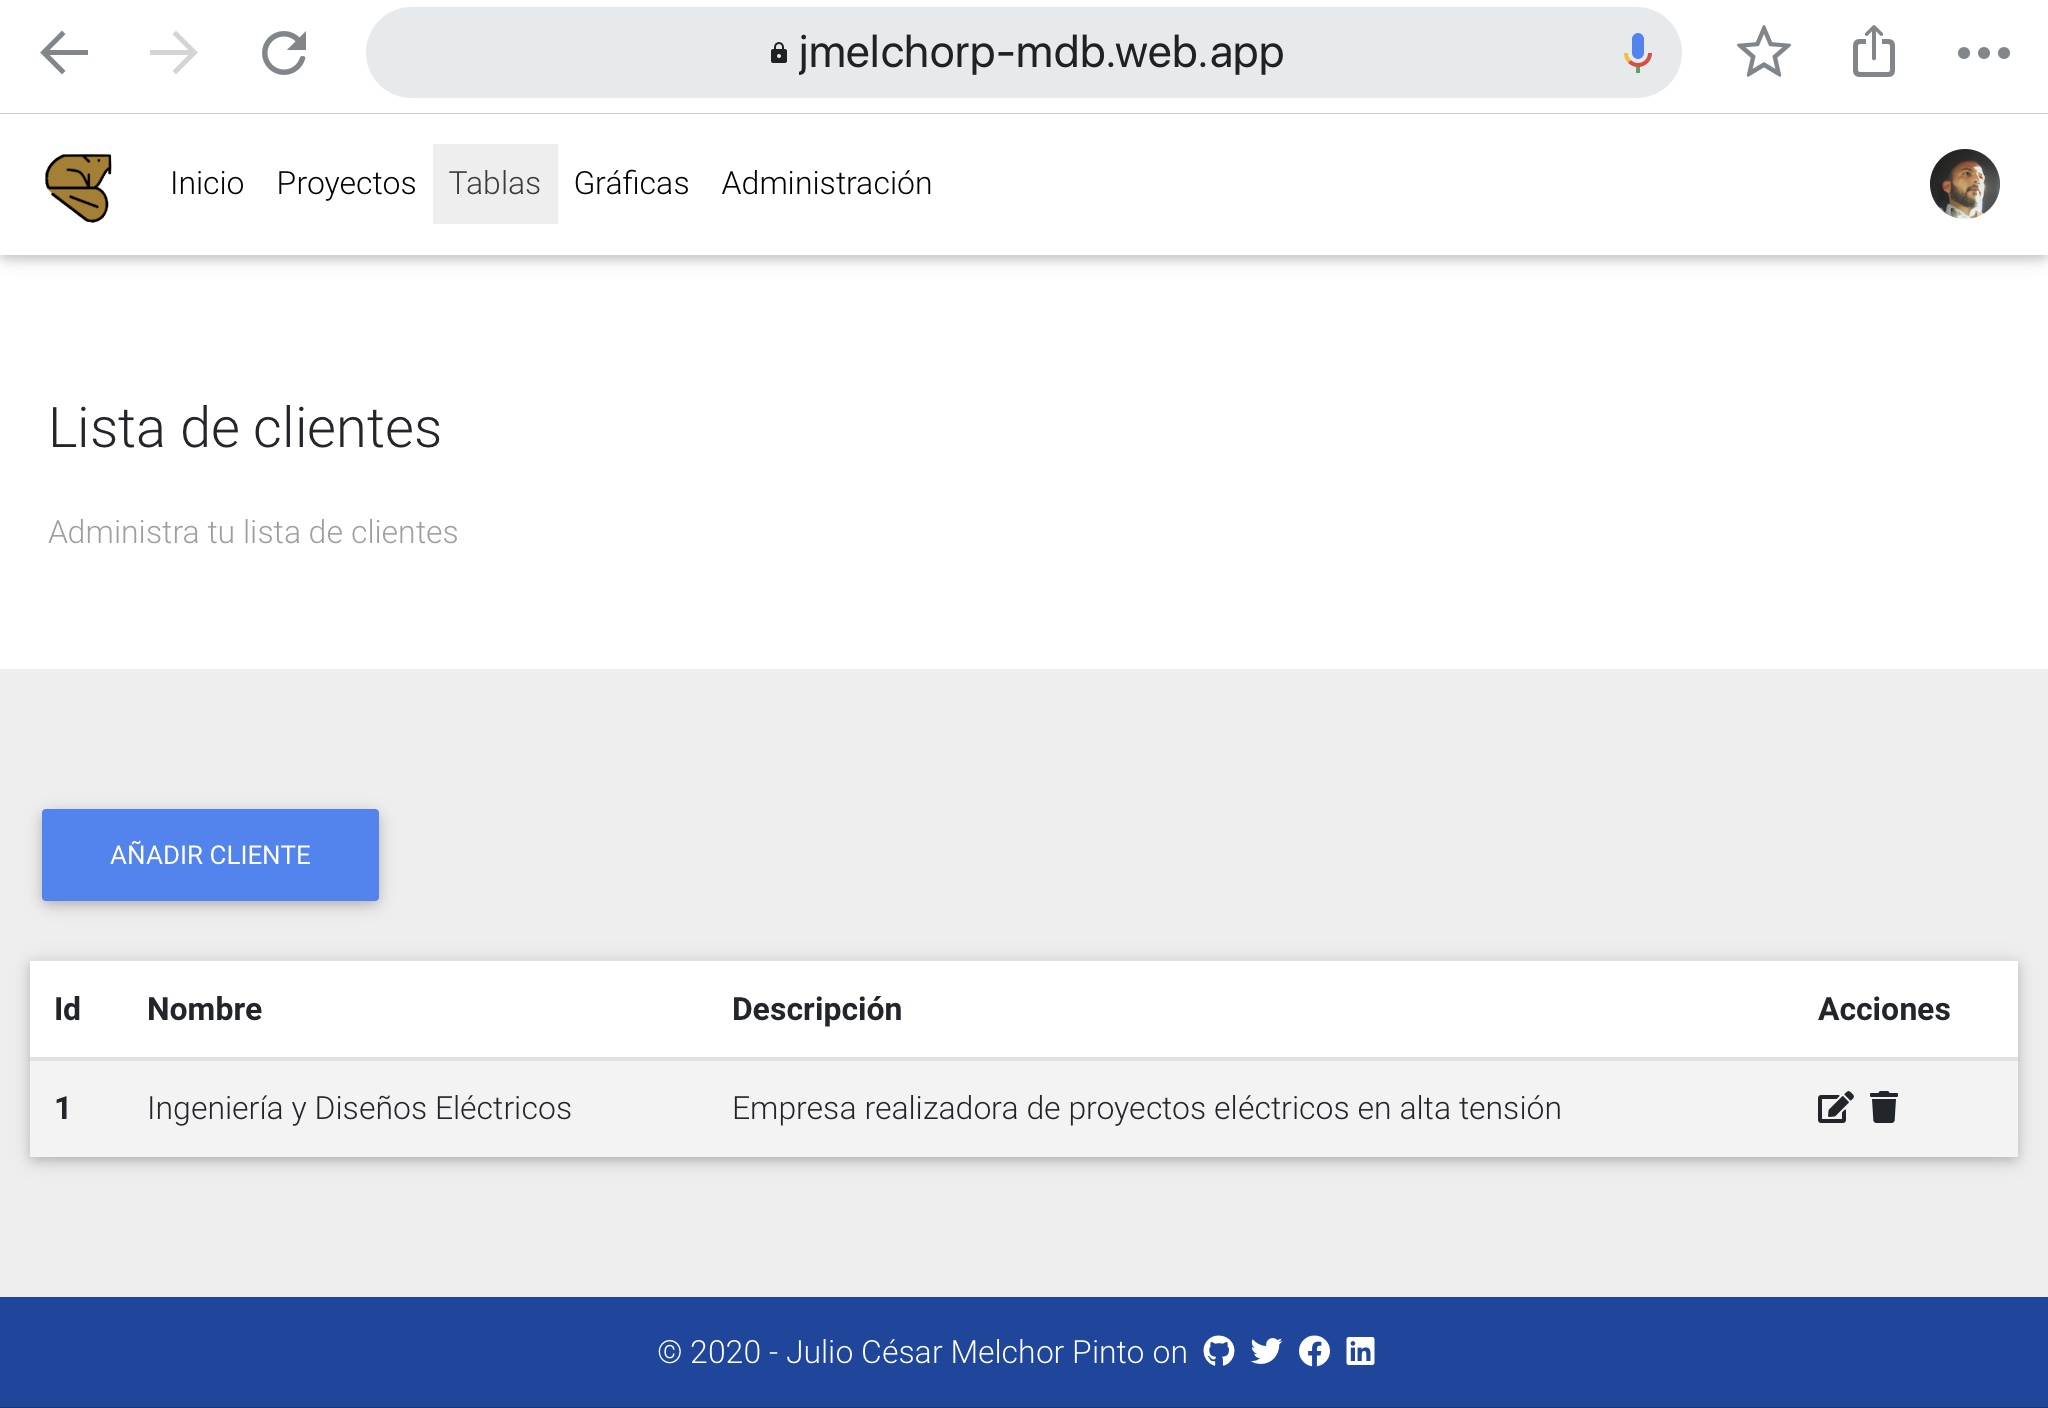 jmelchorp-mdb.web.app
Inicio Proyectos Tablas Gráficas Administración
Lista de clientes
Administra tu lista de clientes
AÑADIR CLIENTE
Id Nombre Descripción Acciones
1 Ingeniería y Diseños Eléctricos Empresa realizadora de proyectos eléctricos en alta tensión
© 2020 - Julio César Melchor Pinto on